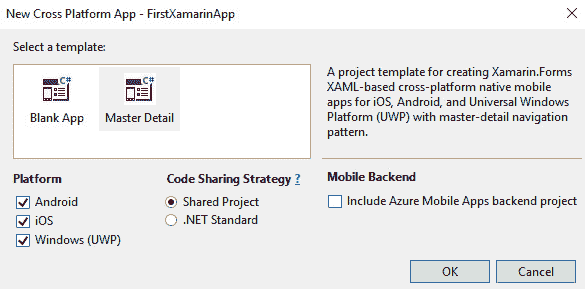 New Cross Platform App - FirstXamarinApp
Select a template:
C#
Blank App
C#
Master Detail
A project template for creating Xamarin.Forms
XAML-based cross-platform native mobile
apps for iOS, Android, and Universal Windows
Platform (UWP) with master-detail navigation
pattern.
Platform
Android
iOS
Windows (UWP)
Code Sharing Strategy ?
Shared Project
.NET Standard
Mobile Backend
Include Azure Mobile Apps backend project
OK
Cancel